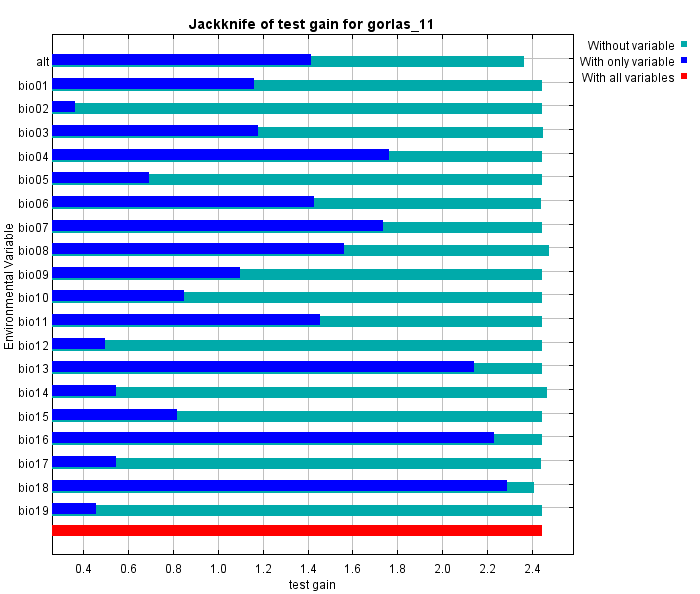 Jackknife of test gain for gorlas_11
Without variable
With only variable
With all variables
Environmental Variable
alt
bio01
bio02
bio03
bio04
bio05
bio06
bio07
bio08
bio09
bio10
bio11
bio12
bio13
bio14
bio15
bio16
bio17
bio18
bio19
0.4 0.6 0.8 1.0 1.2 1.4 1.6 1.8 2.0 2.2 2.4
test gain